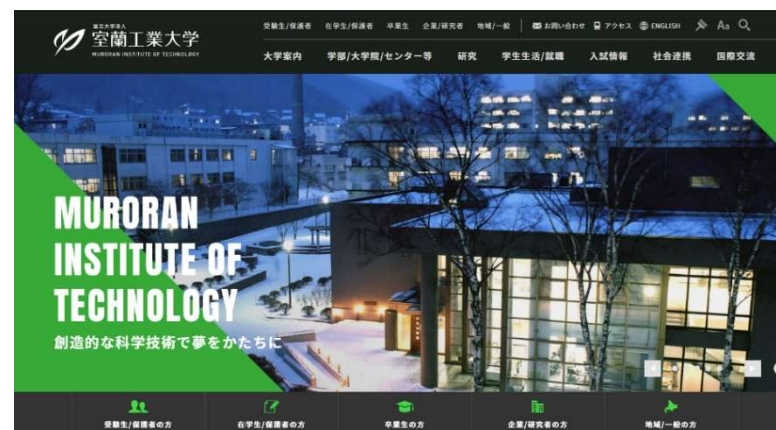 国立大学法人
室蘭工業大学
MURORAN INSTITUTE OF TECHNOLOGY
受験生/保護者 在学生/保護者 卒業生 企業/研究者 地域/一般 お問い合わせ アクセス ENGLISH Aa
大学案内 学部/大学院/センター等 研究 学生生活/就職 入試情報 社会連携 国際交流
MURORAN
INSTITUTE OF
TECHNOLOGY
創造的な科学技術で夢をかたちに
受験生/保護者の方 在学生/保護者の方 卒業生の方 企業/研究者の方 地域/一般の方